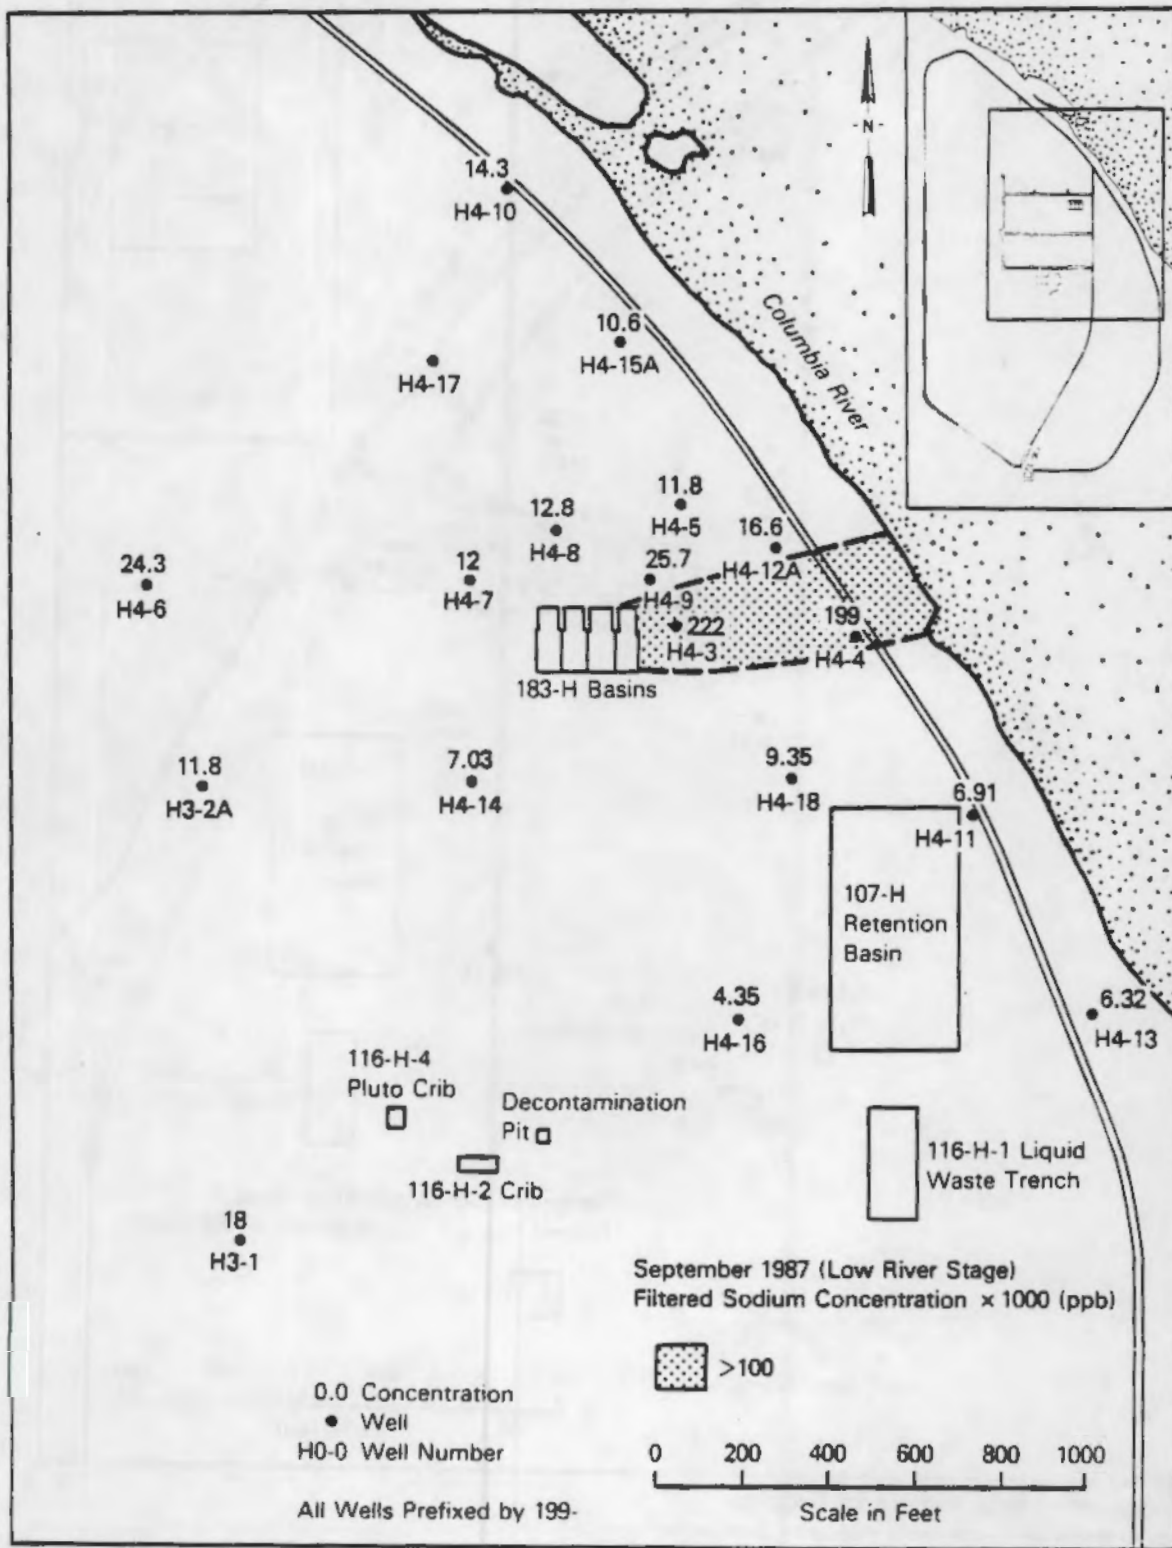 -N-
14.3
H4-10
Columbia River
10.6
H4-15A
H4-17
11.8
H4-5
12.8
H4-8
16.6
H4-12A
24.3
H4-6
12
H4-7
25.7
H4-9
222
H4-3
199
H4-4
183-H Basins
11.8
H3-2A
7.03
H4-14
9.35
H4-18
6.91
H4-11
107-H
Retention
Basin
4.35
H4-16
6.32
H4-13
116-H-4
Pluto Crib
Decontamination
Pit
116-H-2 Crib
116-H-1 Liquid
Waste Trench
18
H3-1
September 1987 (Low River Stage)
Filtered Sodium Concentration × 1000 (ppb)
>100
0.0 Concentration
Well
H0-0 Well Number
All Wells Prefixed by 199-
0 200 400 600 800 1000
Scale in Feet